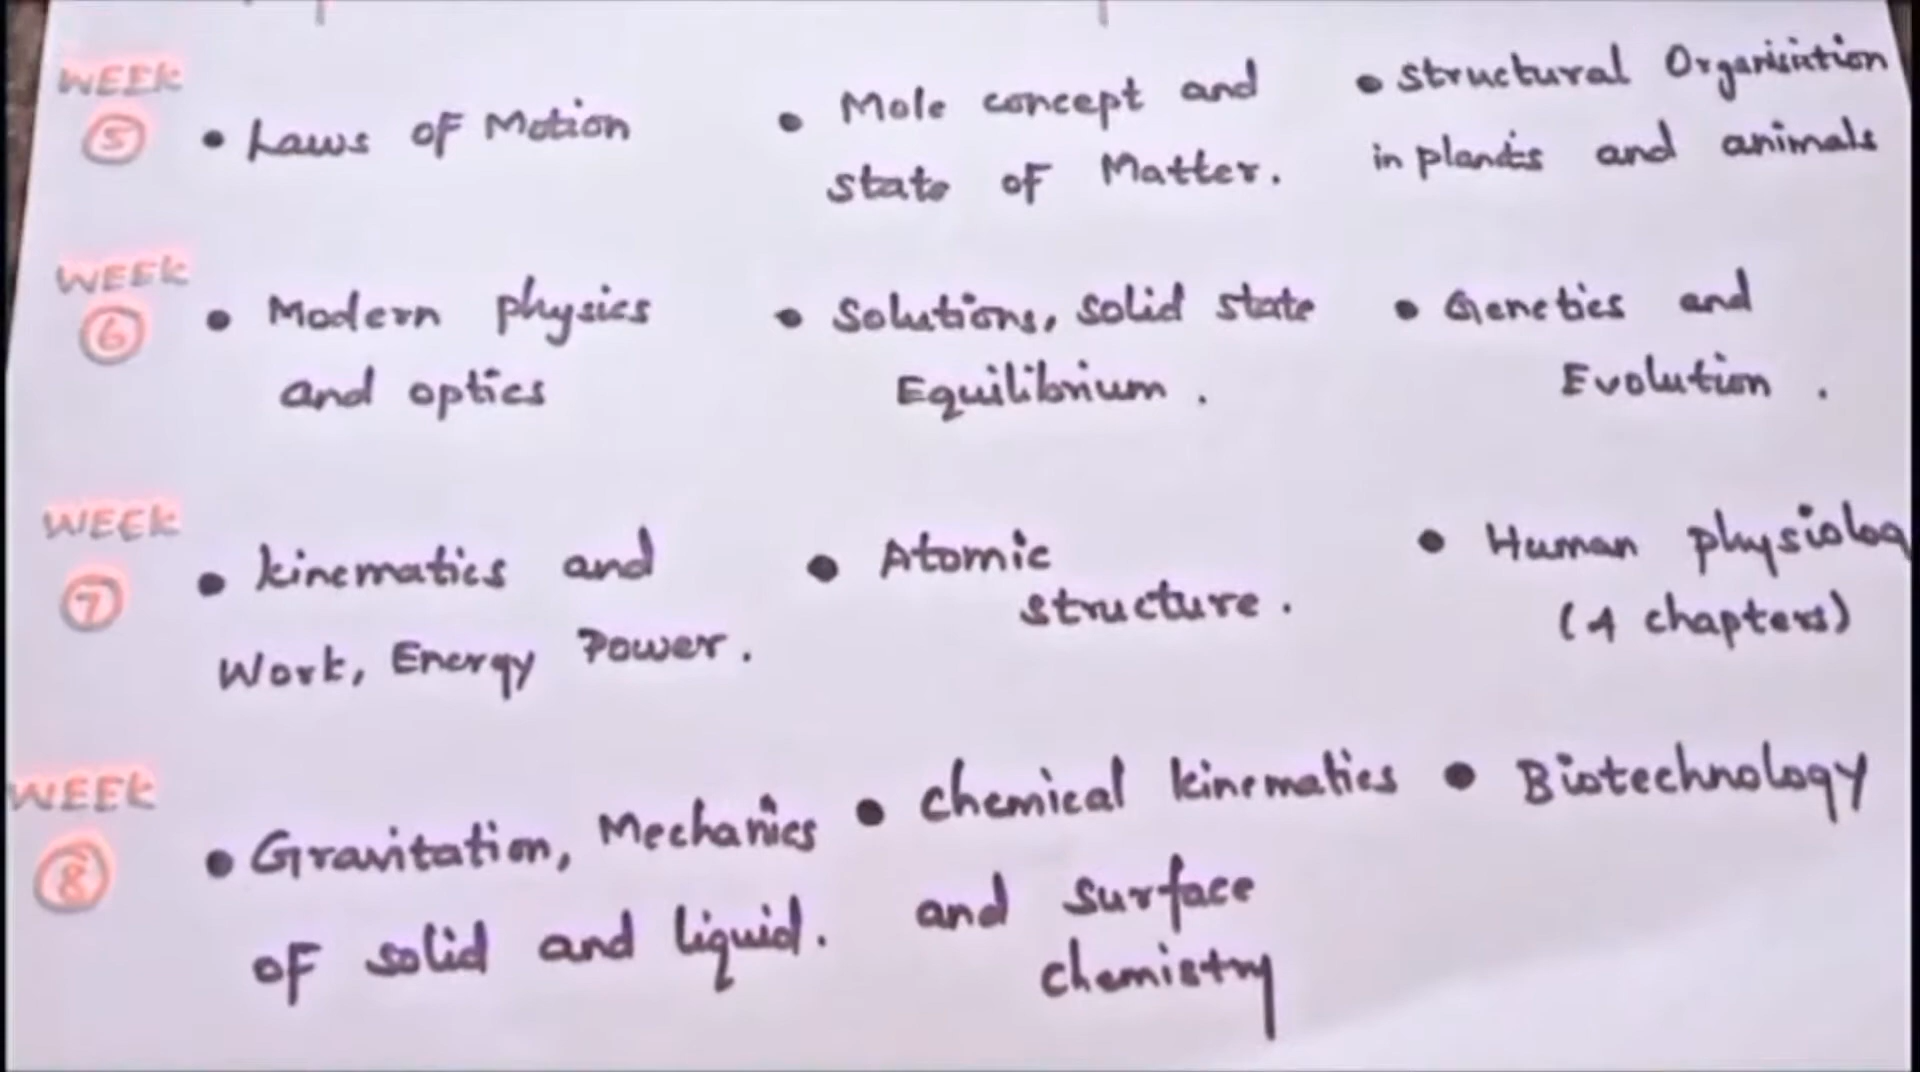 WEEK
5
• Laws of Motion
• Mole concept and
state of Matter.
• Structural Organisiation
in plants and animals
WEEK
6
• Modern physics
and optics
• Solutions, solid state
Equilibrium .
• Genetics and
Evolution .
WEEK
7
• kinematics and
Work, Energy Power.
• Atomic
structure .
• Human physiolog
(4 chapters)
WEEK
8
• Gravitation, Mechanics
of solid and liquid.
• chemical kinematics
and surface
chemistry
• Biotechnology